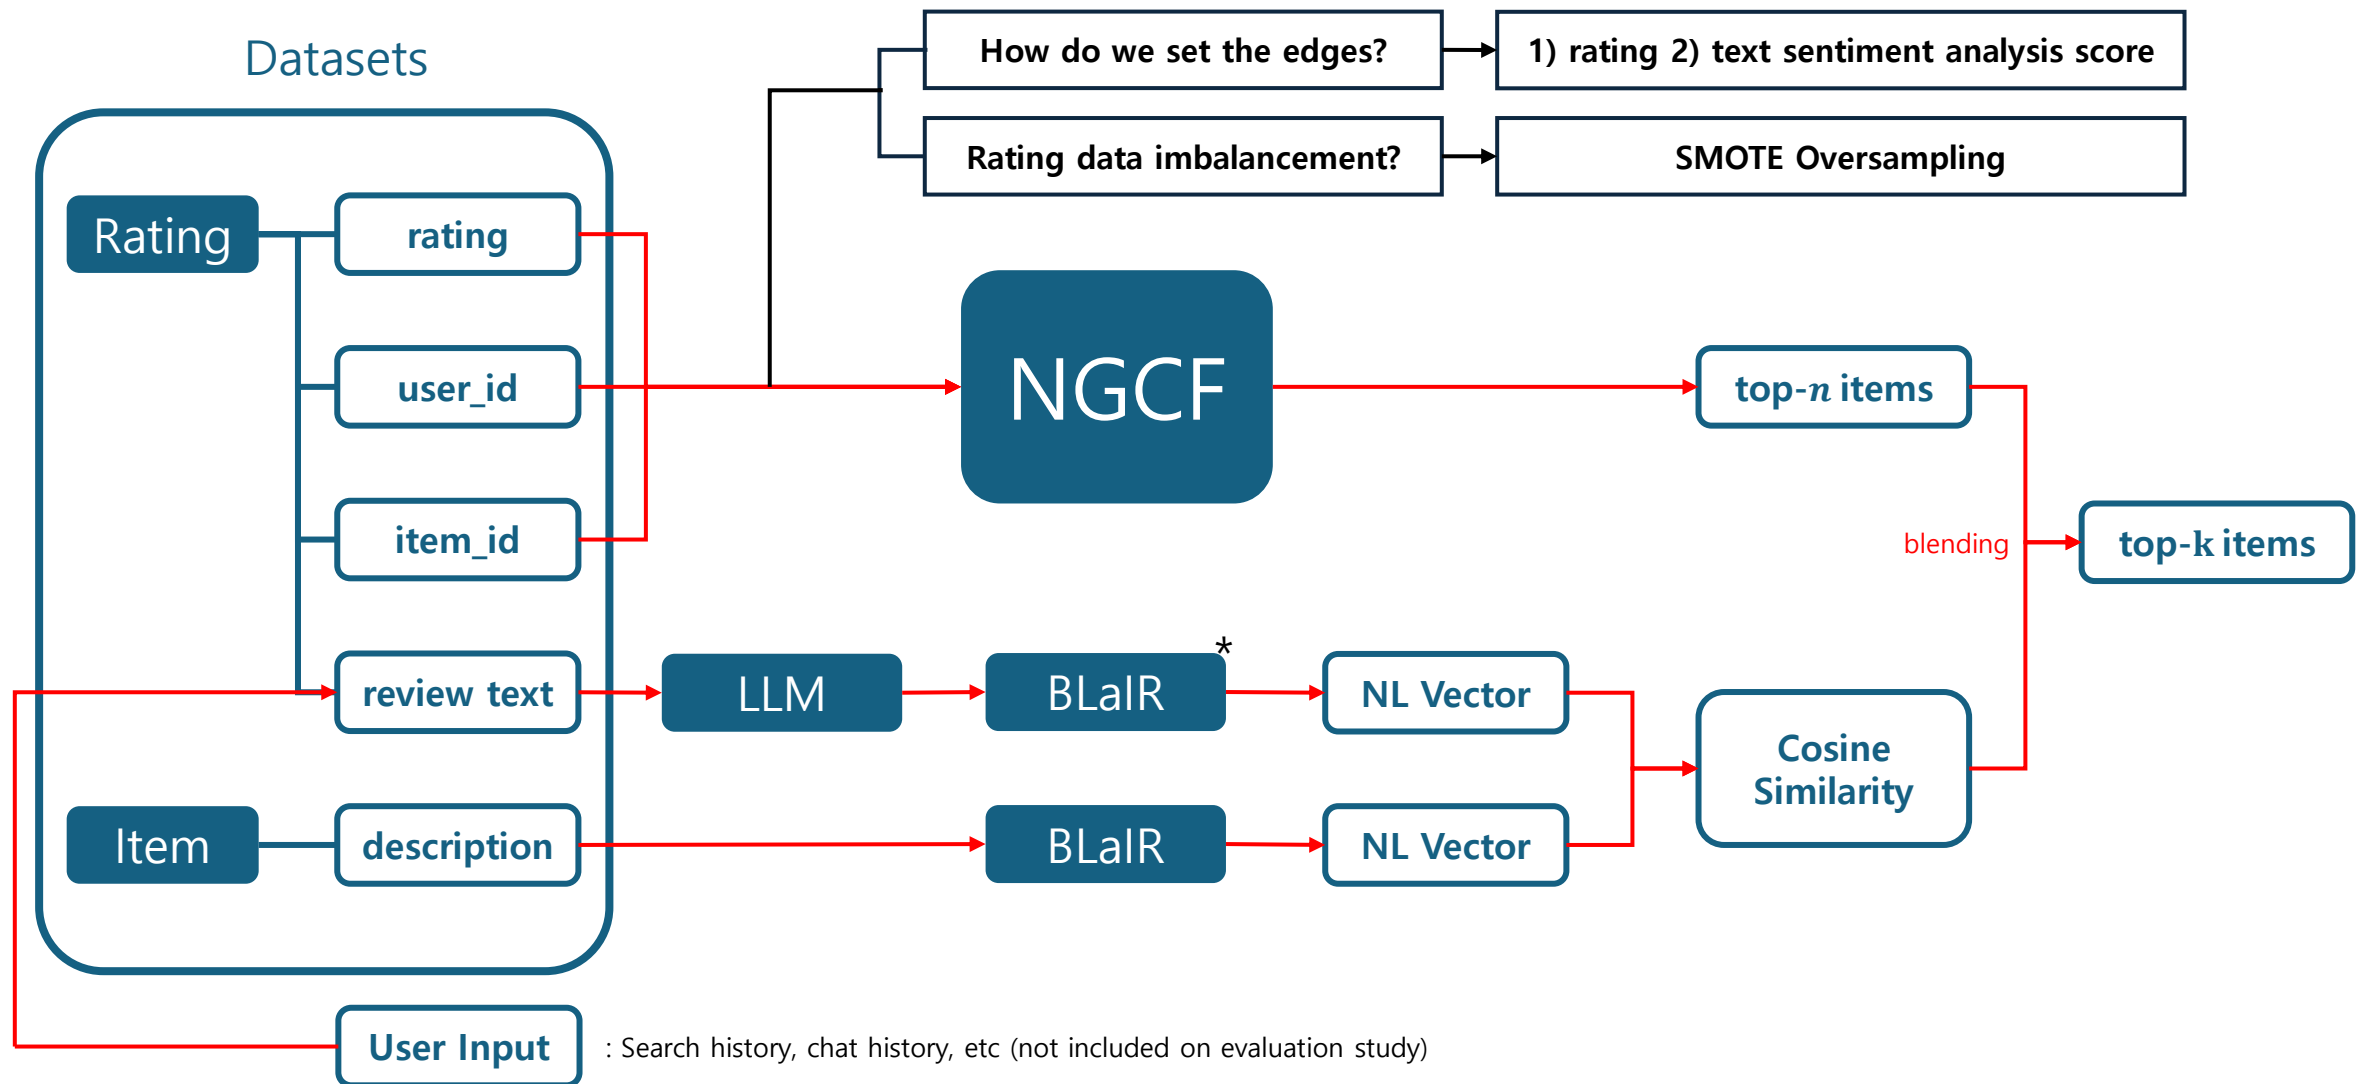 Datasets
How do we set the edges?
1) rating 2) text sentiment analysis score
Rating data imbalancement?
SMOTE Oversampling
Rating
rating
user_id
item_id
review text
NGCF
top-n items
blending
top-k items
LLM
BLaIR
*
NL Vector
Cosine
Similarity
Item
description
BLaIR
NL Vector
User Input
: Search history, chat history, etc (not included on evaluation study)